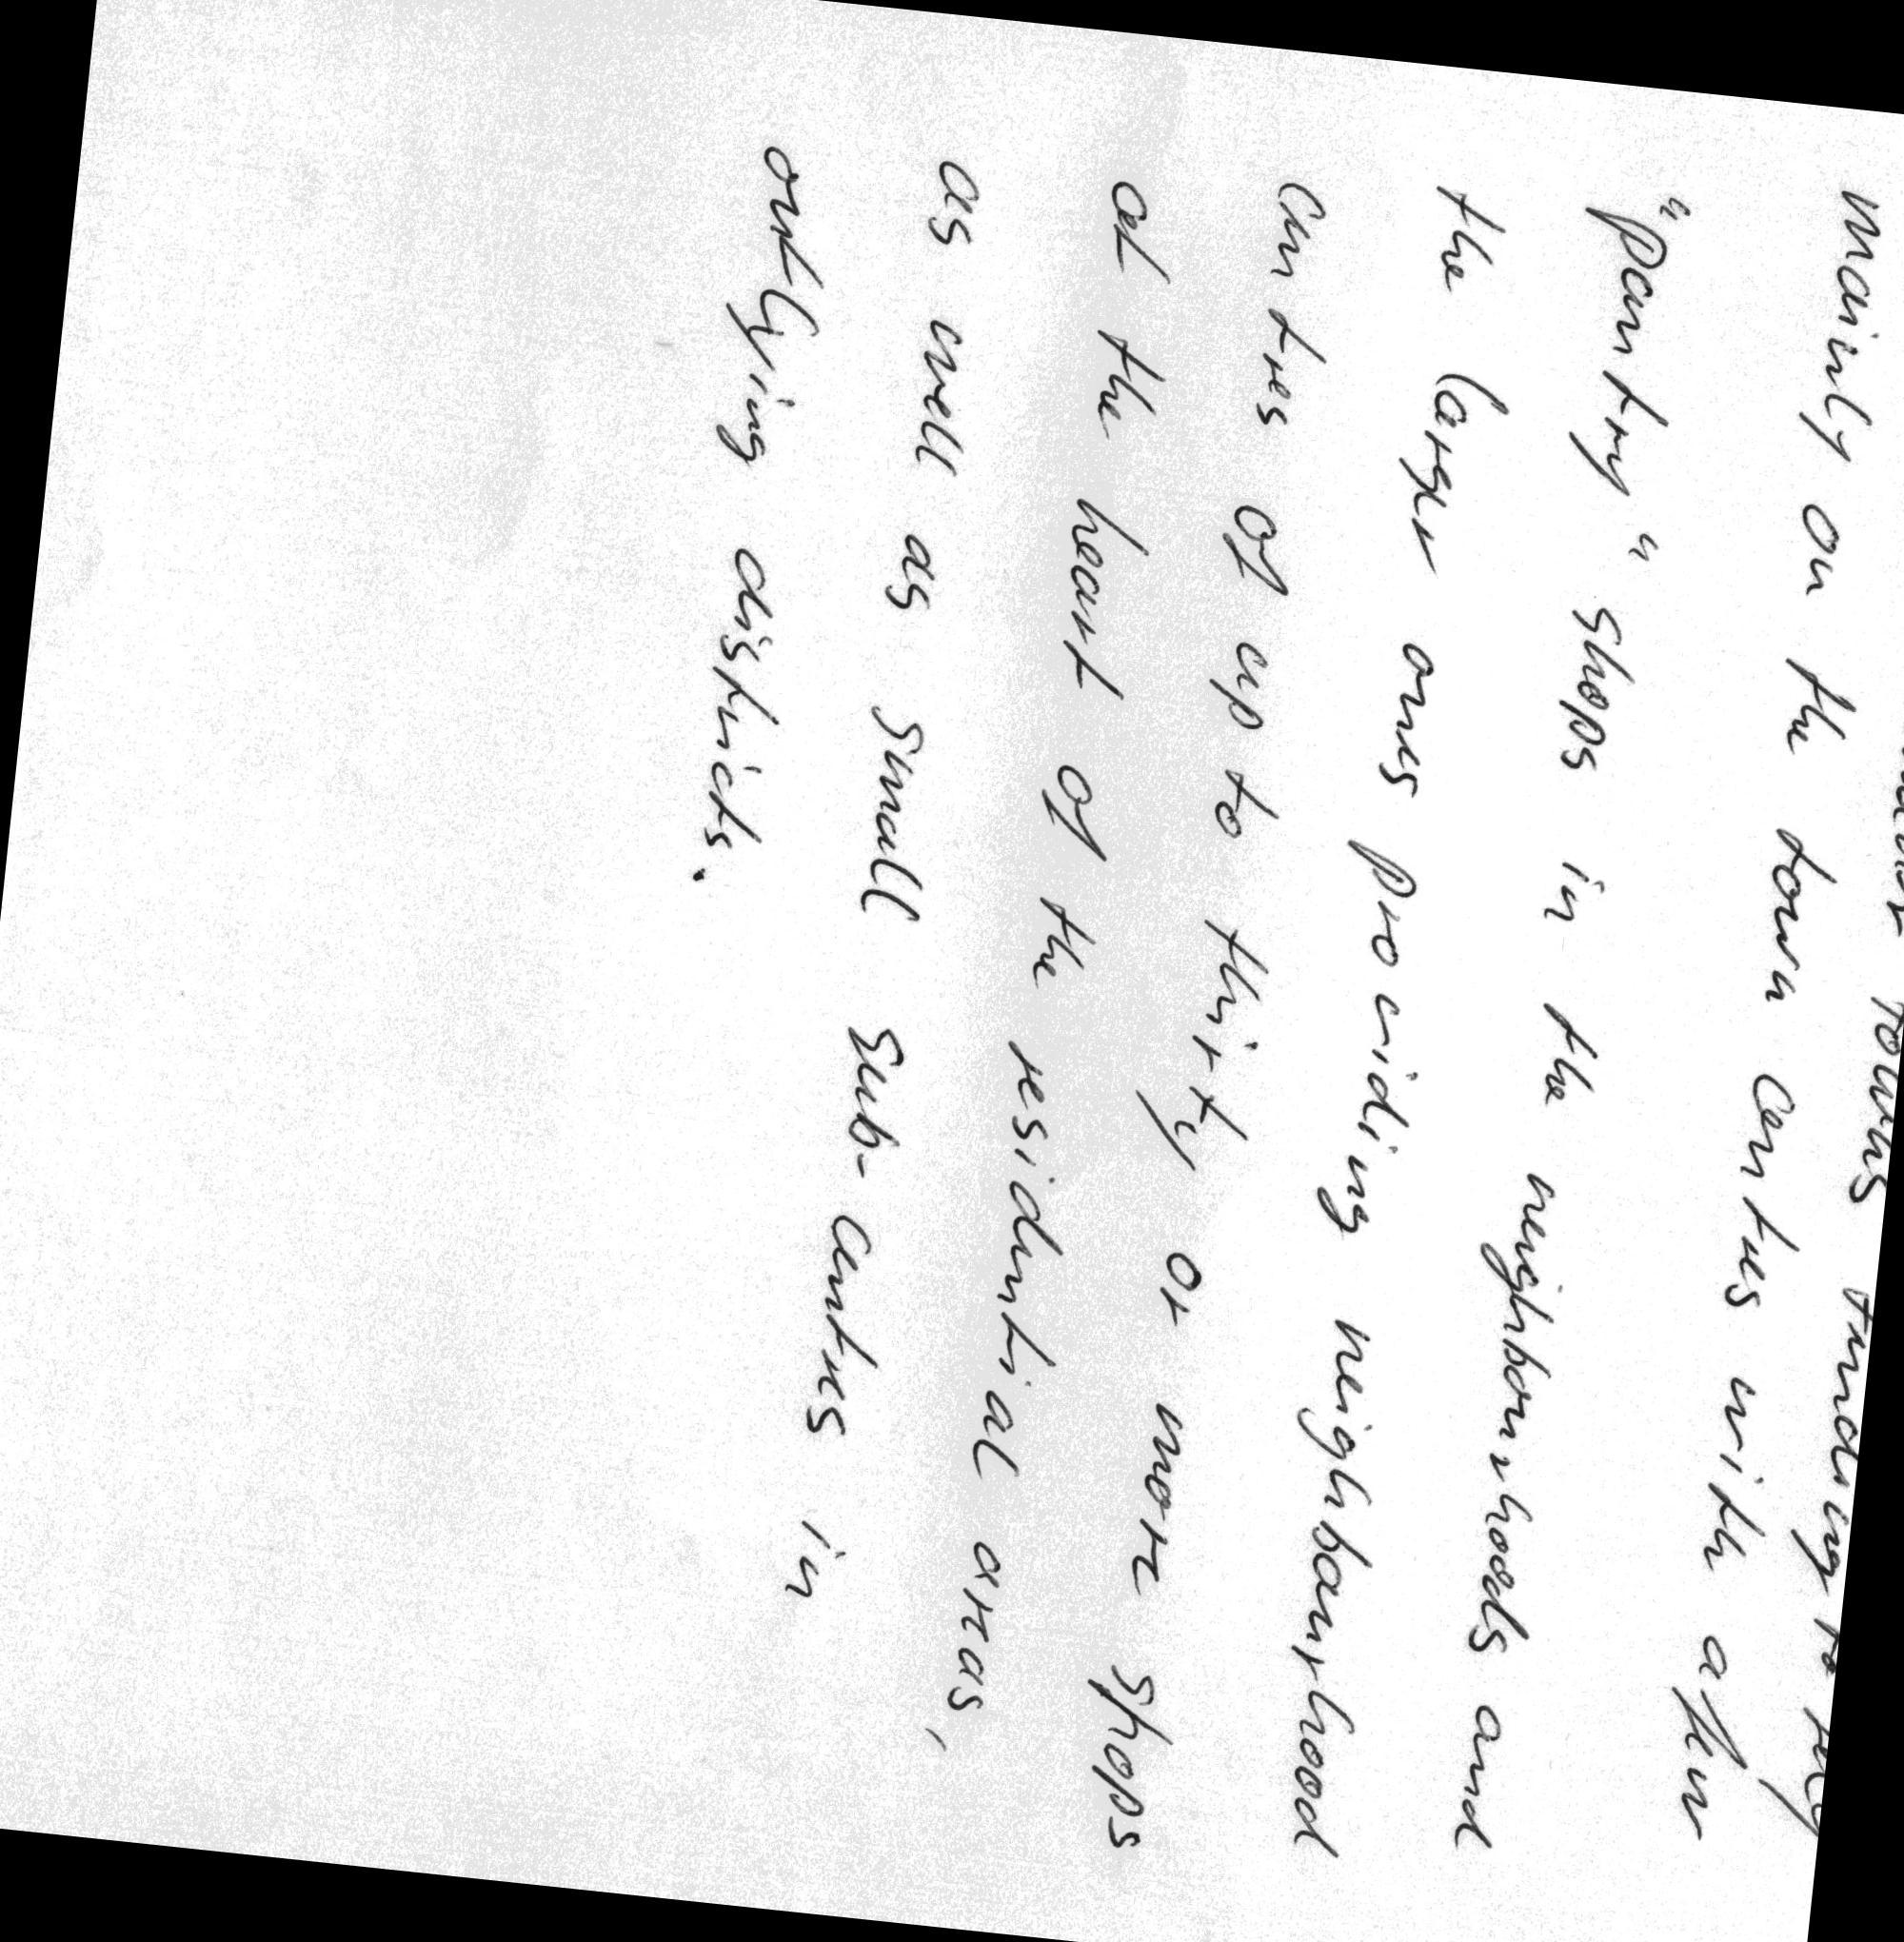 towns tending to rely
mainly on the town centres with a few
"pantry" shops in the neighbourhoods and
the larger ones providing neighbourhood
centres of up to thirty or more shops
at the heart of the residential areas,
as well as small sub-centres in
outlying districts.